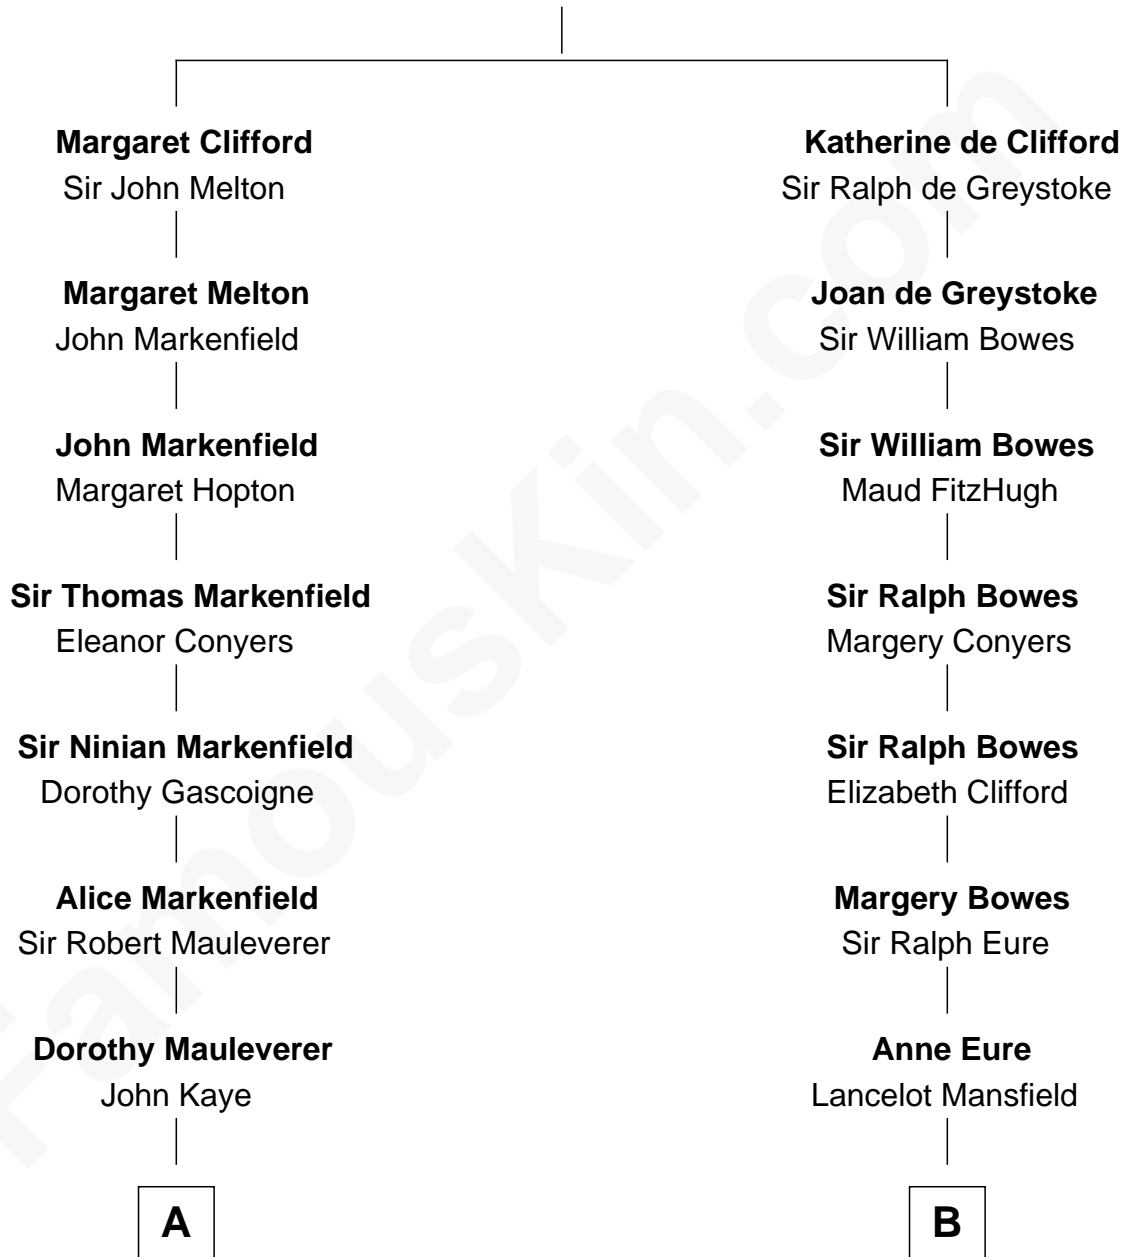 Margaret Clifford
Sir John Melton
Margaret Melton
John Markenfield
John Markenfield
Margaret Hopton
Sir Thomas Markenfield
Eleanor Conyers
Sir Ninian Markenfield
Dorothy Gascoigne
Alice Markenfield
Sir Robert Mauleverer
Dorothy Mauleverer
John Kaye
A
Katherine de Clifford
Sir Ralph de Greystoke
Joan de Greystoke
Sir William Bowes
Sir William Bowes
Maud FitzHugh
Sir Ralph Bowes
Margery Conyers
Sir Ralph Bowes
Elizabeth Clifford
Margery Bowes
Sir Ralph Eure
Anne Eure
Lancelot Mansfield
B
FamousKin.com